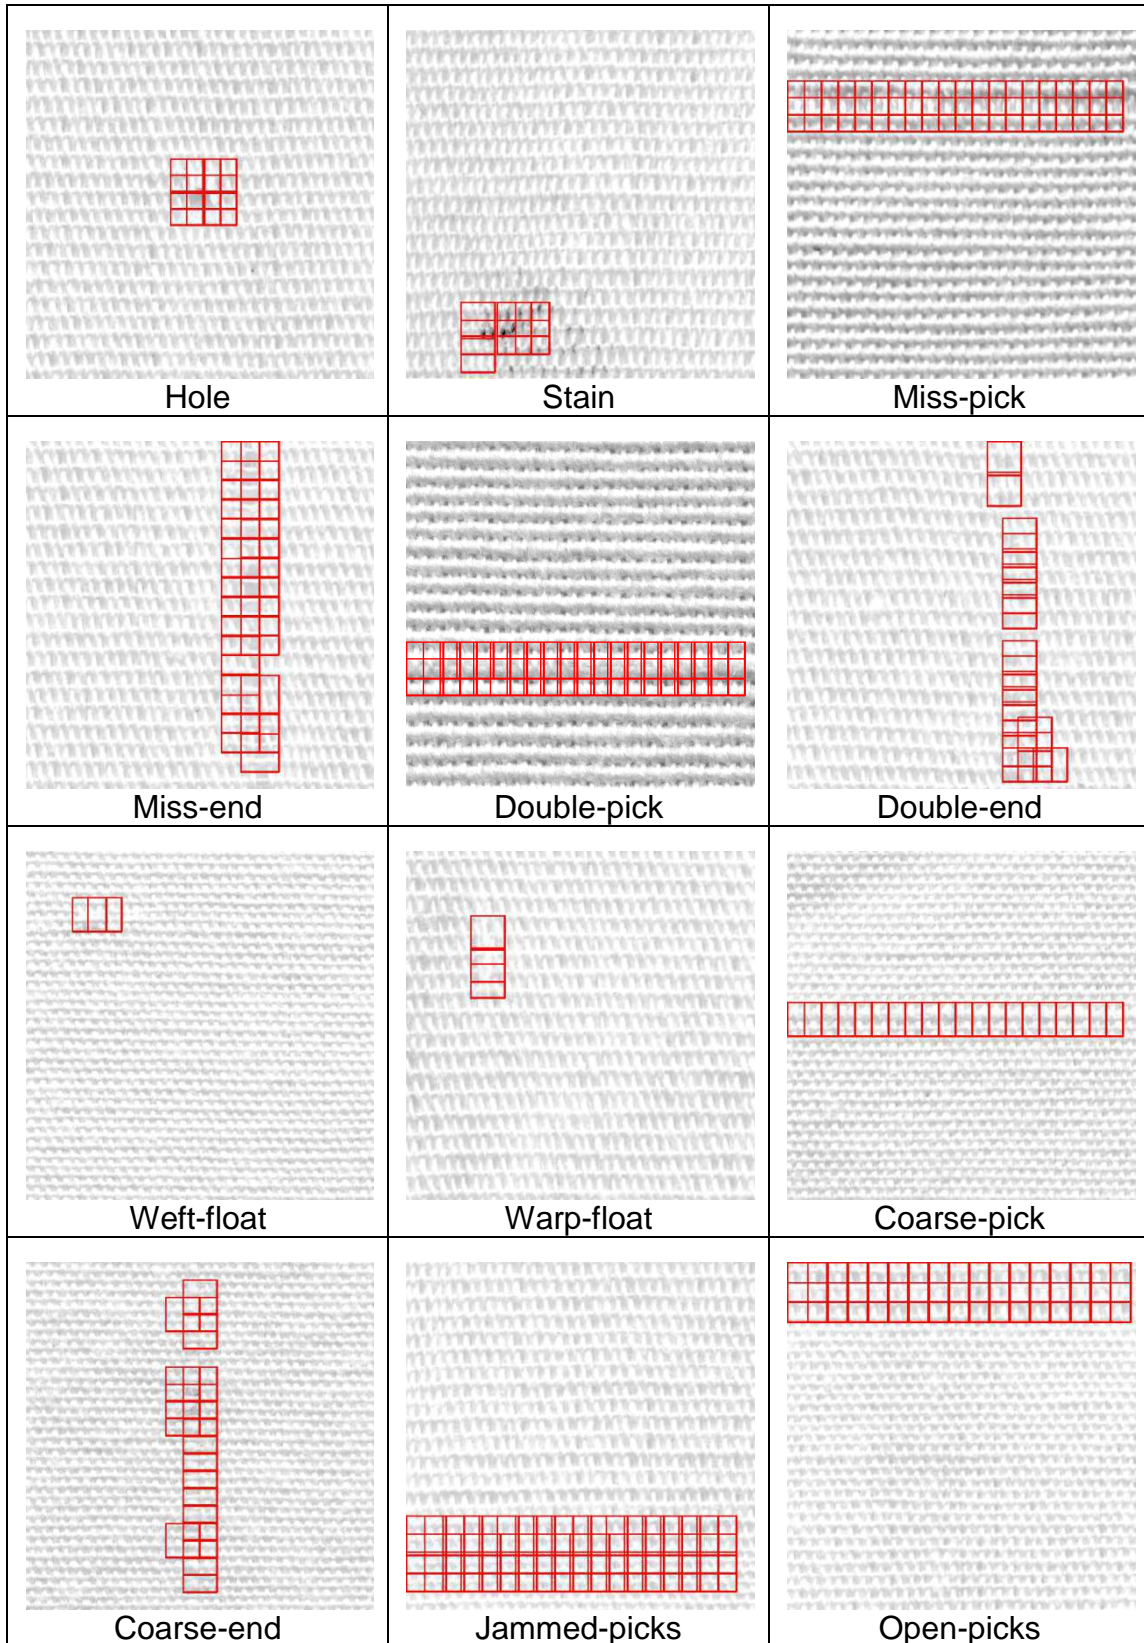 Hole
Stain
Miss-pick
Miss-end
Double-pick
Double-end
Weft-float
Warp-float
Coarse-pick
Coarse-end
Jammed-picks
Open-picks